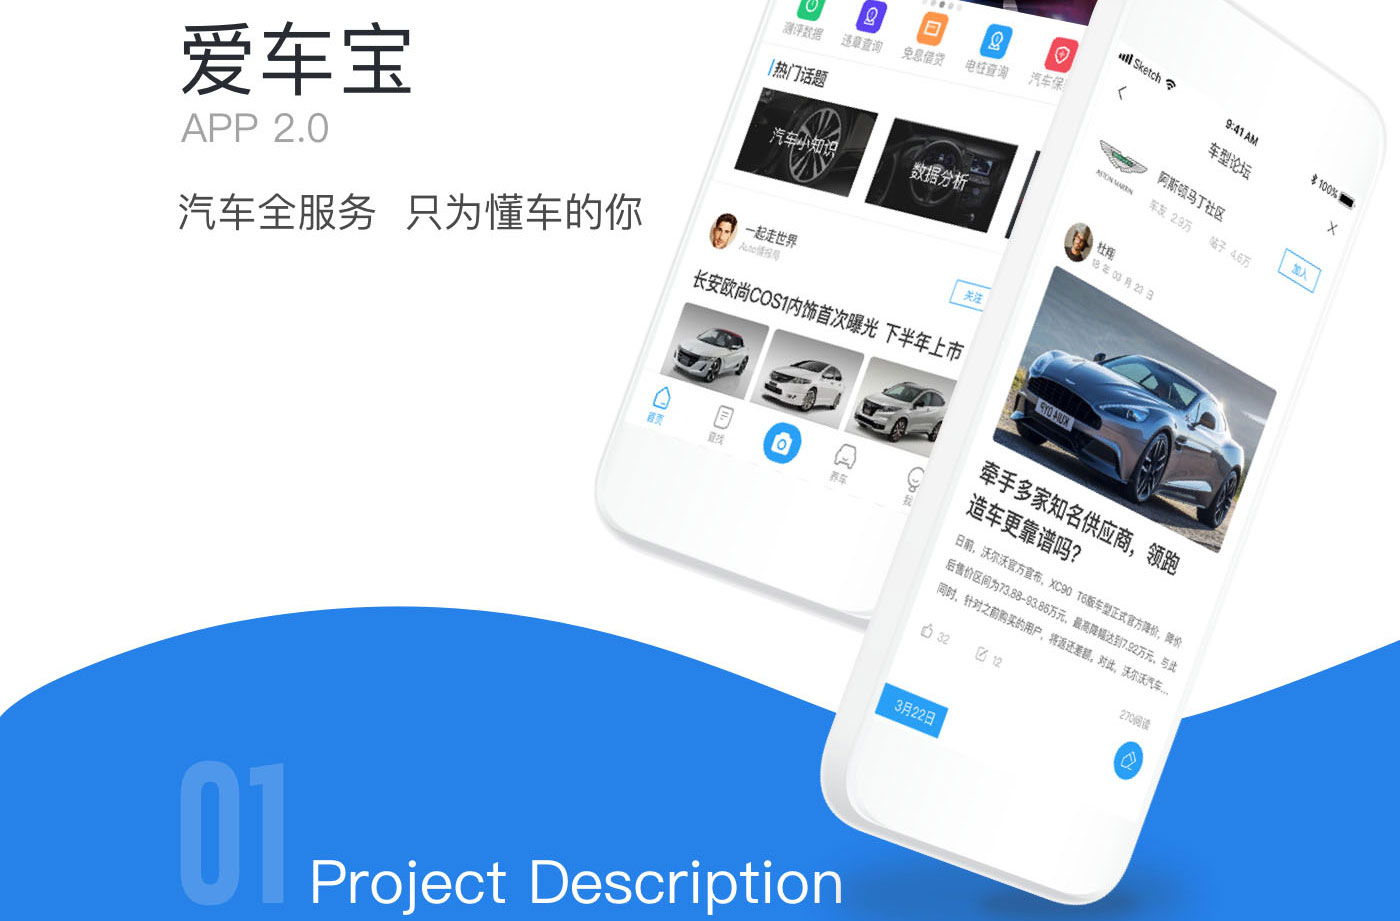 爱车宝
APP 2.0
汽车全服务 只为懂车的你
测评数据
违章查询
免息借贷
电桩查询
汽车保
热门话题
汽车小知识
数据分析
一起走世界
Auto情报局
关注
长安欧尚COS1内饰首次曝光 下半年上市
首页
查找
养车
我
Sketch
9:41 AM
100%
车型论坛
ASTON MARTIN
阿斯顿马丁社区
车友 2.9万 帖子 4.6万
加入
杜翔
18 年 03 月 23 日
牵手多家知名供应商，领跑
造车更靠谱吗？
日前，沃尔沃官方宣布，XC90 T6版车型正式官方降价，降价
后售价区间为73.88-93.86万元，最高降幅达到7.92万元，与此
同时，针对之前购买的用户，将返还差额。对此，沃尔沃汽车...
32
12
270阅读
3月22日
01
Project Description